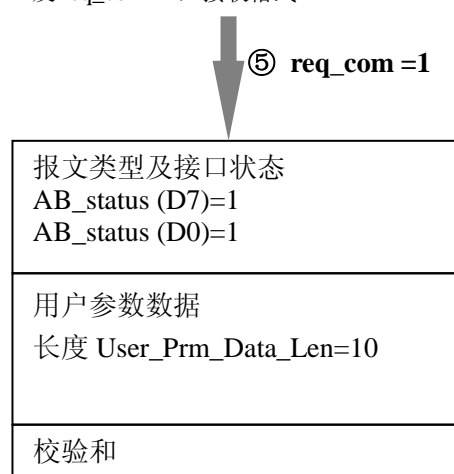 ⑤ req_com =1
报文类型及接口状态
AB_status (D7)=1
AB_status (D0)=1
用户参数数据
长度 User_Prm_Data_Len=10
校验和